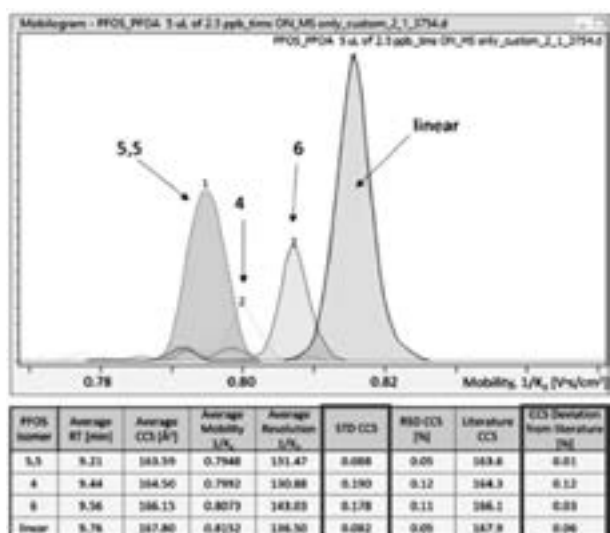 Mobilogram - PFOS_PFOA 5 uL of 2.5 ppb_tims ON_MS only_custom_2_1_3754.d
PFOS_PFOA 5 uL of 2.5 ppb_tims ON_MS only_custom_2_1_3754.d
linear
5,5
6
4
1
2
0.78 0.80 0.82 Mobility, 1/K₀ [V·s/cm²]
PFOS isomer Average RT [min] Average CCS [Å²] Average Mobility 1/K₀ Average Resolution 1/K₀ STD CCS RSD CCS [%] Literature CCS CCS Deviation from literature [%]
5,5 9.21 163.59 0.7948 131.47 0.088 0.05 163.6 0.01
4 9.44 164.50 0.7992 130.88 0.190 0.12 164.3 0.12
6 9.56 166.15 0.8073 143.03 0.178 0.11 166.1 0.03
linear 9.76 167.80 0.8152 136.50 0.082 0.05 167.9 0.06